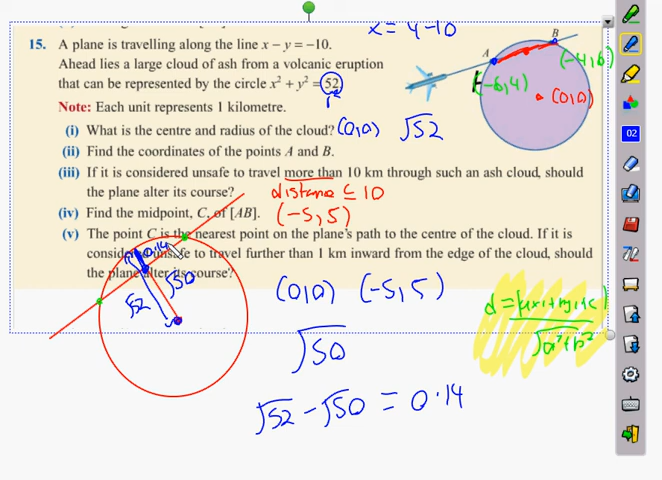 x = 4-10
15. A plane is travelling along the line x − y = −10.
Ahead lies a large cloud of ash from a volcanic eruption
that can be represented by the circle x² + y² = 52
r²
Note: Each unit represents 1 kilometre.
A
B
(-6,4)
(-4,6)
(0,0)
(i) What is the centre and radius of the cloud? (0,0) √52
(ii) Find the coordinates of the points A and B.
(iii) If it is considered unsafe to travel more than 10 km through such an ash cloud, should
the plane alter its course?
distance ≤ 10
(iv) Find the midpoint, C, of [AB]. (-5,5)
(v) The point C is the nearest point on the plane's path to the centre of the cloud. If it is
considered unsafe to travel further than 1 km inward from the edge of the cloud, should
the plane alter its course?
0.14
√52
√50
(0,0) (-5,5)
√50
√52 - √50 = 0.14
√a²+b²
02